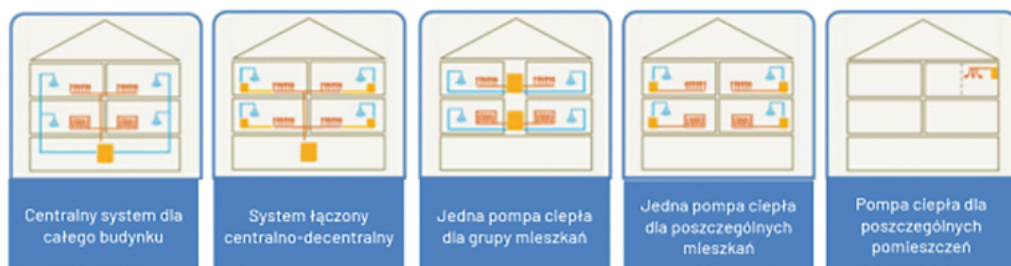 Centralny system dla
całego budynku
System łączony
centralno-decentralny
Jedna pompa ciepła
dla grupy mieszkań
Jedna pompa ciepła
dla poszczególnych
mieszkań
Pompa ciepła dla
poszczególnych
pomieszczeń